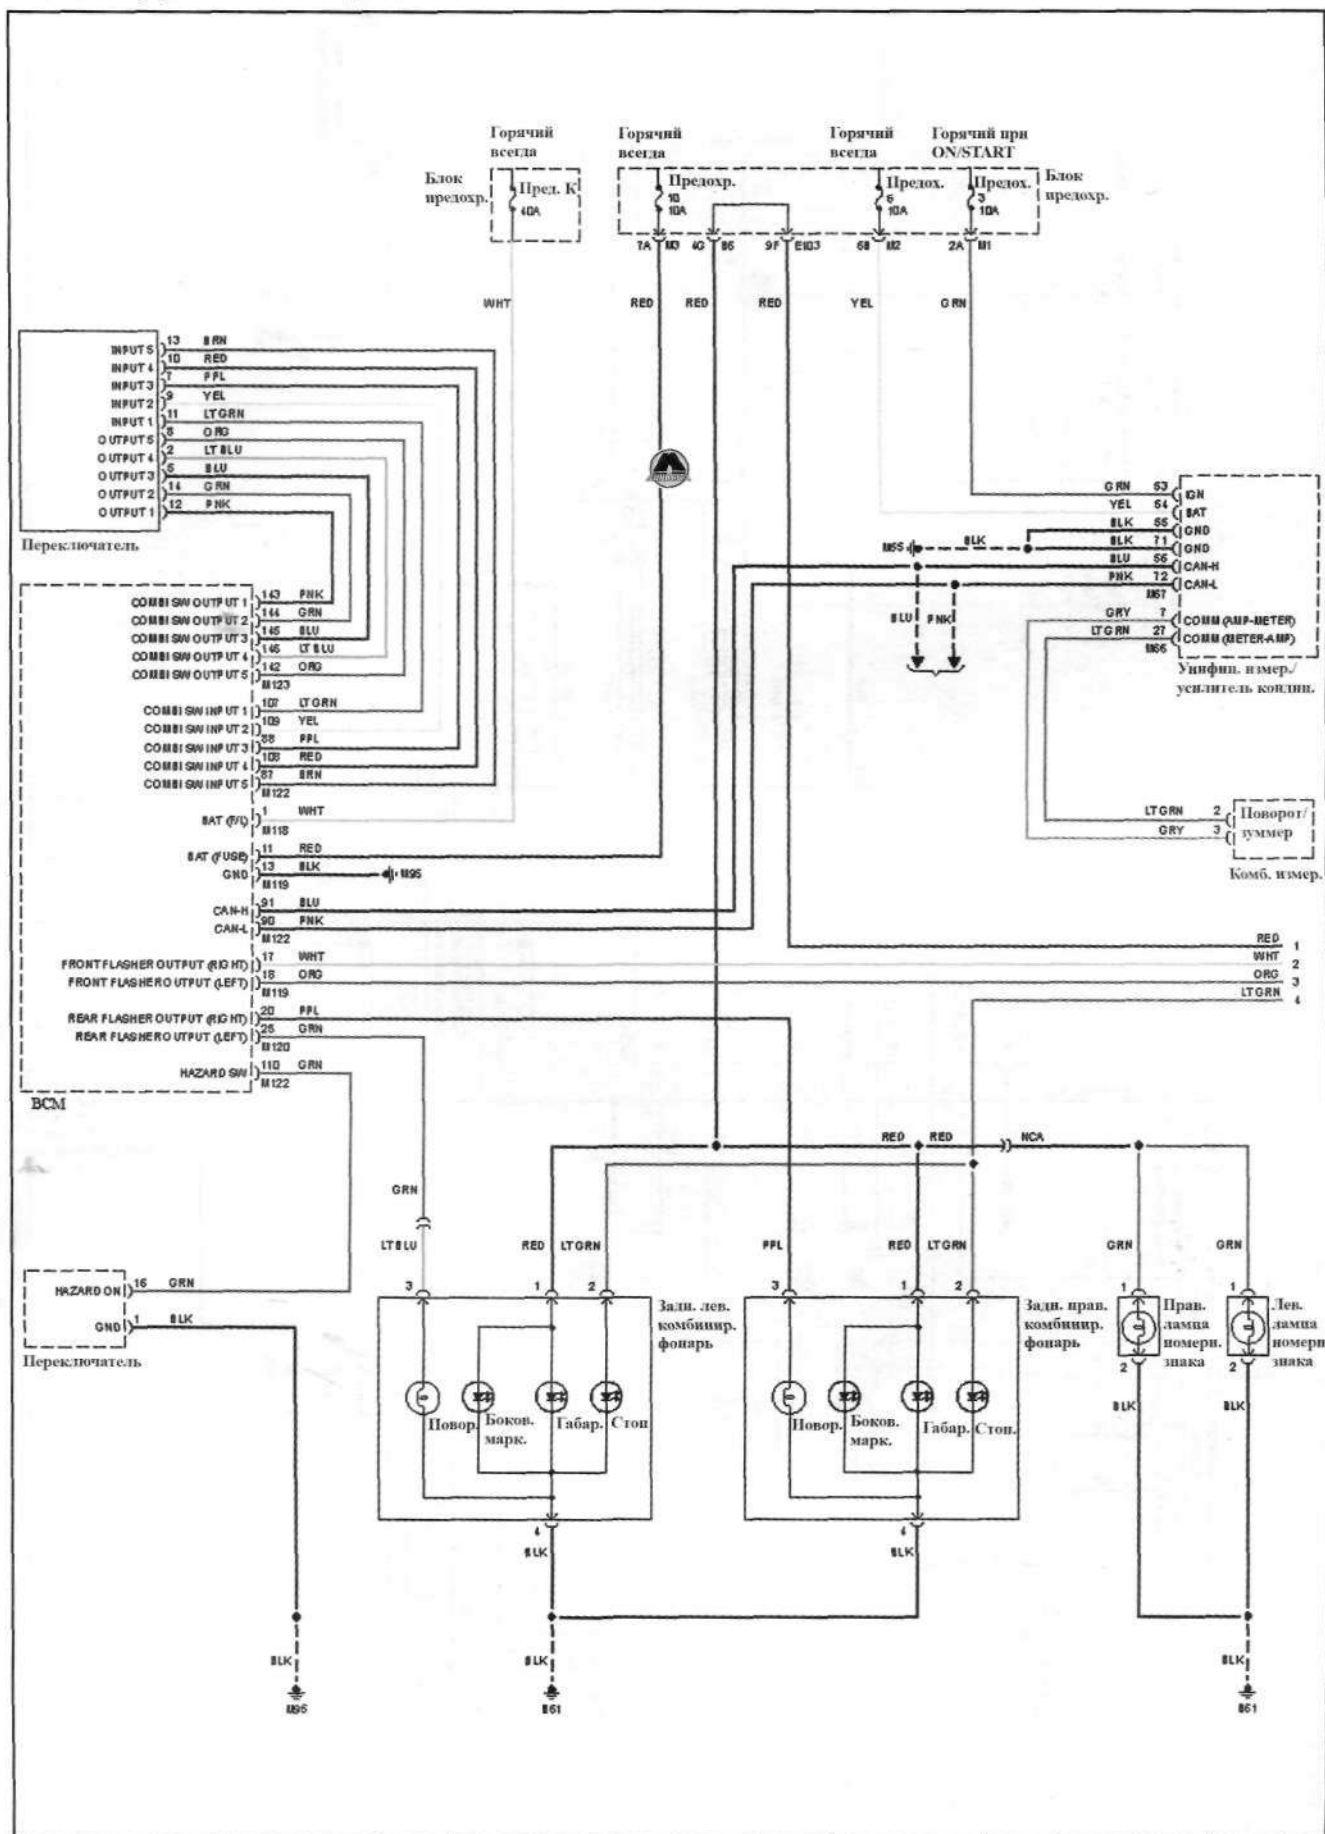 Горячий
всегда
Горячий
всегда
Горячий
всегда
Горячий при
ON/START
Блок
предохр.
Пред. К
40A
Предохр.
10
10A
Предох.
6
10A
Предох.
3
10A
Блок
предохр.
7A M3
4G B6
9F E103
6B M2
2A M1
WHT
RED
RED
RED
YEL
GRN
INPUT 5 13 BRN
INPUT 4 10 RED
INPUT 3 7 PPL
INPUT 2 9 YEL
INPUT 1 11 LT GRN
OUTPUT 5 8 ORG
OUTPUT 4 2 LT BLU
OUTPUT 3 5 BLU
OUTPUT 2 14 GRN
OUTPUT 1 12 PNK
Переключатель
GRN 53 IGN
YEL 54 BAT
BLK 55 GND
BLK 71 GND
BLU 56 CAN-H
PNK 72 CAN-L
M67
M55 BLK
BLU PNK
GRY 7 COMM (AMP-METER)
LT GRN 27 COMM (METER-AMP)
M66
Унифиц. измер./
усилитель кондиц.
COMBI SW OUTPUT 1 143 PNK
COMBI SW OUTPUT 2 144 GRN
COMBI SW OUTPUT 3 145 BLU
COMBI SW OUTPUT 4 146 LT BLU
COMBI SW OUTPUT 5 142 ORG
M123
COMBI SW INPUT 1 107 LT GRN
COMBI SW INPUT 2 109 YEL
COMBI SW INPUT 3 88 PPL
COMBI SW INPUT 4 108 RED
COMBI SW INPUT 5 87 BRN
M122
BAT (F/L) 1 WHT
M118
BAT (FUSE) 11 RED
GND 13 BLK M95
M119
CAN-H 91 BLU
CAN-L 90 PNK
M122
FRONT FLASHER OUTPUT (RIGHT) 17 WHT
FRONT FLASHER OUTPUT (LEFT) 18 ORG
M119
REAR FLASHER OUTPUT (RIGHT) 20 PPL
REAR FLASHER OUTPUT (LEFT) 25 GRN
M120
HAZARD SW 110 GRN
M122
BCM
LT GRN 2
GRY 3
Поворот/
зуммер
Комб. измер.
RED 1
WHT 2
ORG 3
LT GRN 4
RED RED NCA
GRN
LT BLU RED LT GRN
PPL RED LT GRN
GRN GRN
HAZARD ON 16 GRN
GND 1 BLK
Переключатель
3 1 2
Задн. лев.
комбинир.
фонарь
Повор.
Боков.
марк.
Габар.
Стоп
4
BLK
3 1 2
Задн. прав.
комбинир.
фонарь
Повор.
Боков.
марк.
Габар.
Стоп.
4
BLK
1
Прав.
лампа
номерн.
знака
2
BLK
1
Лев.
лампа
номерн
знака
2
BLK
BLK
M95
BLK
B61
BLK
B61